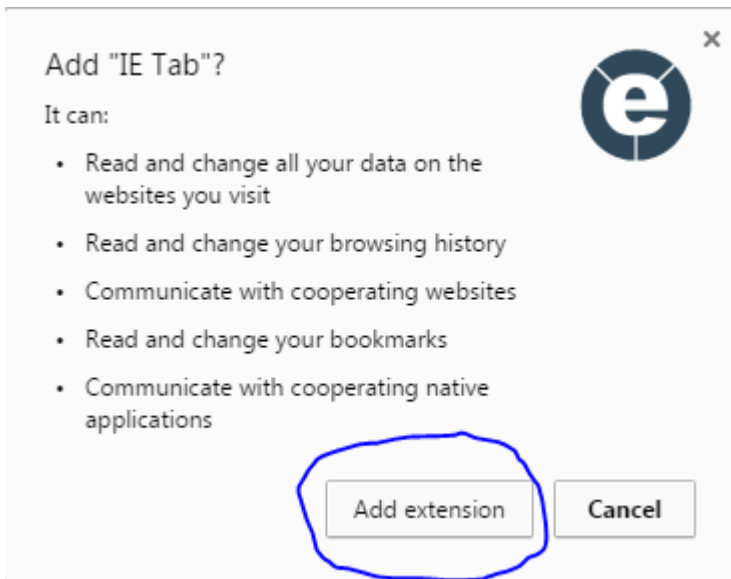 Add "IE Tab"?
It can:
• Read and change all your data on the
websites you visit
• Read and change your browsing history
• Communicate with cooperating websites
• Read and change your bookmarks
• Communicate with cooperating native
applications
Add extension Cancel